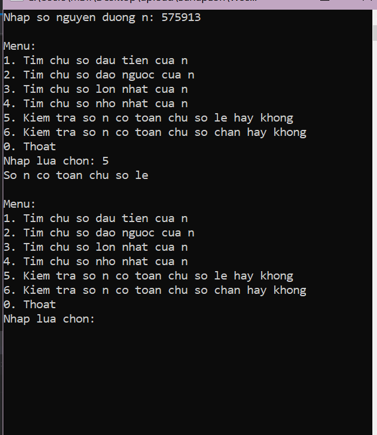 Nhap so nguyen duong n: 575913
Menu:
1. Tim chu so dau tien cua n
2. Tim chu so dao nguoc cua n
3. Tim chu so lon nhat cua n
4. Tim chu so nho nhat cua n
5. Kiem tra so n co toan chu so le hay khong
6. Kiem tra so n co toan chu so chan hay khong
0. Thoat
Nhap lua chon: 5
So n co toan chu so le
Menu:
1. Tim chu so dau tien cua n
2. Tim chu so dao nguoc cua n
3. Tim chu so lon nhat cua n
4. Tim chu so nho nhat cua n
5. Kiem tra so n co toan chu so le hay khong
6. Kiem tra so n co toan chu so chan hay khong
0. Thoat
Nhap lua chon: